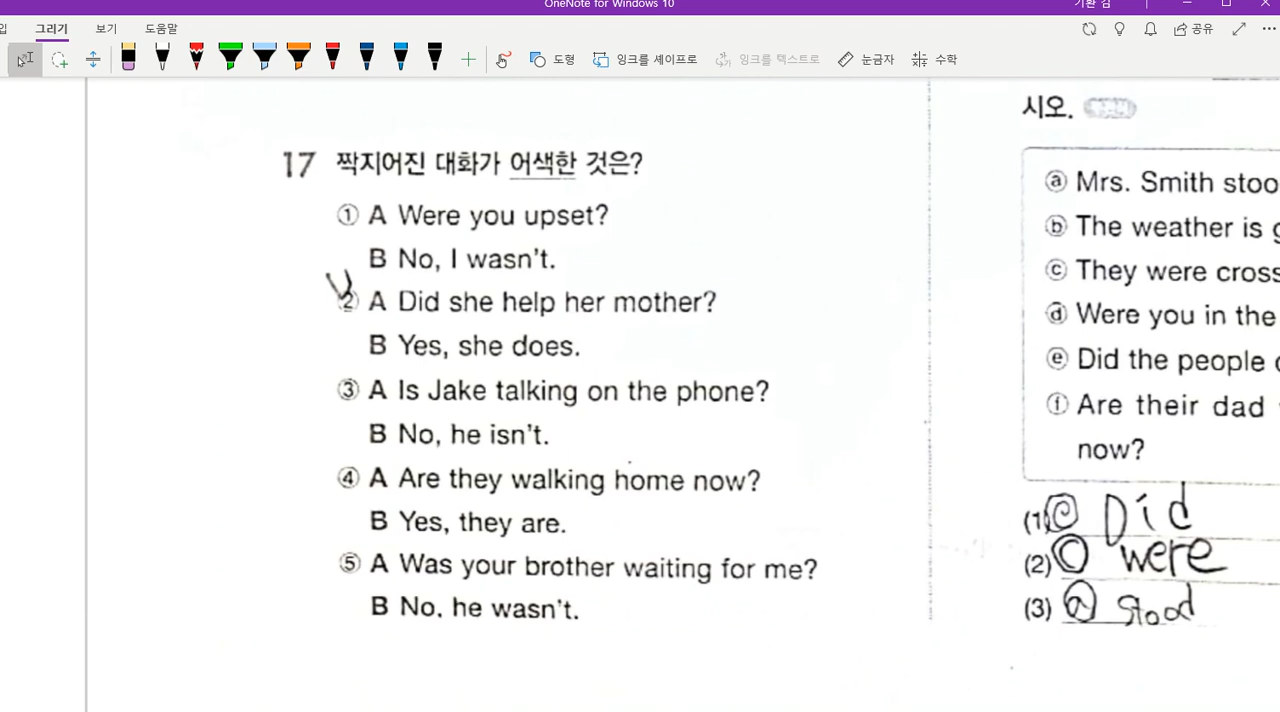 OneNote for Windows 10
기환 김
그리기 보기 도움말
공유
도형 잉크를 셰이프로 잉크를 텍스트로 눈금자 수학
17 짝지어진 대화가 어색한 것은?
① A Were you upset?
B No, I wasn't.
② A Did she help her mother?
B Yes, she does.
③ A Is Jake talking on the phone?
B No, he isn't.
④ A Are they walking home now?
B Yes, they are.
⑤ A Was your brother waiting for me?
B No. he wasn't.
시오.
ⓐ Mrs. Smith stoo
ⓑ The weather is
ⓒ They were cross
ⓓ Were you in the
ⓔ Did the people
ⓕ Are their dad
now?
(1) ⓔ Did
(2) ⓒ were
(3) ⓐ stood